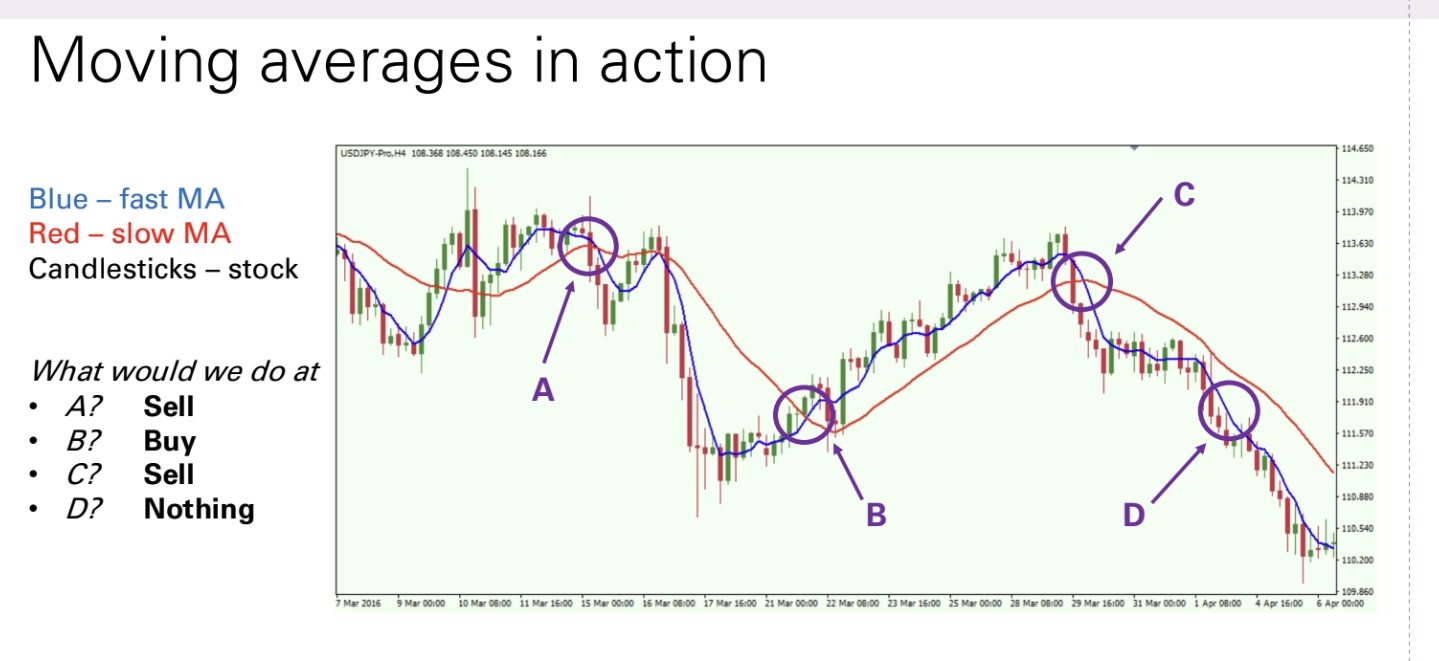 Moving averages in action
Blue – fast MA
Red – slow MA
Candlesticks – stock
What would we do at
• A? Sell
• B? Buy
• C? Sell
• D? Nothing
USDJPY-Pro,H4 108.368 108.450 108.145 108.166
A
B
C
D
114.650
114.310
113.970
113.630
113.280
112.940
112.600
112.250
111.910
111.570
111.230
110.880
110.540
110.200
109.860
7 Mar 2016 9 Mar 00:00 10 Mar 08:00 11 Mar 16:00 15 Mar 00:00 16 Mar 08:00 17 Mar 16:00 21 Mar 00:00 22 Mar 08:00 23 Mar 16:00 25 Mar 00:00 28 Mar 08:00 29 Mar 16:00 31 Mar 00:00 1 Apr 08:00 4 Apr 16:00 6 Apr 00:00